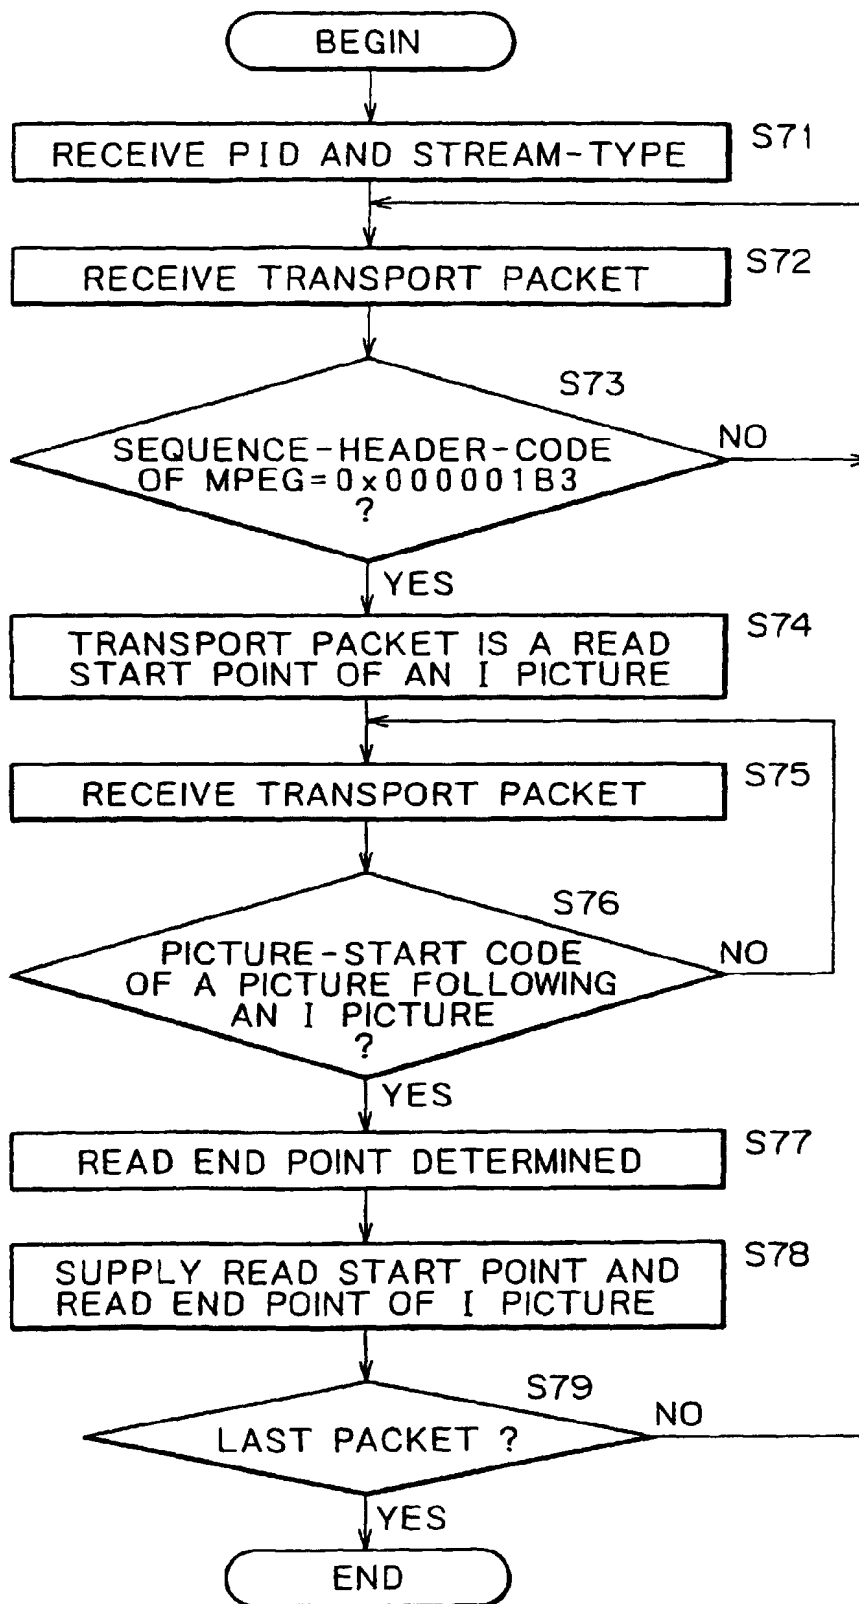 BEGIN
S71
RECEIVE PID AND STREAM-TYPE
S72
RECEIVE TRANSPORT PACKET
S73
SEQUENCE-HEADER-CODE
OF MPEG=0x000001B3
?
NO
YES
S74
TRANSPORT PACKET IS A READ
START POINT OF AN I PICTURE
S75
RECEIVE TRANSPORT PACKET
S76
PICTURE-START CODE
OF A PICTURE FOLLOWING
AN I PICTURE
?
NO
YES
S77
READ END POINT DETERMINED
S78
SUPPLY READ START POINT AND
READ END POINT OF I PICTURE
S79
LAST PACKET ?
NO
YES
END